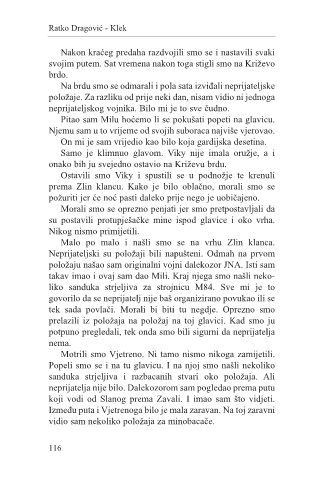 Ratko Dragović - Klek
Nakon kraćeg predaha razdvojili smo se i nastavili svaki
svojim putem. Sat vremena nakon toga stigli smo na Križevo
brdo.
Na brdu smo se odmarali i pola sata izviđali neprijateljske
položaje. Za razliku od prije neki dan, nisam vidio ni jednoga
neprijateljskog vojnika. Bilo mi je to sve čudno.
Pitao sam Milu hoćemo li se pokušati popeti na glavicu.
Njemu sam u to vrijeme od svojih suboraca najviše vjerovao.
On mi je sam vrijedio kao bilo koja gardijska desetina.
Samo je klimnuo glavom. Viky nije imala oružje, a i
onako bih ju svejedno ostavio na Križevu brdu.
Ostavili smo Viky i spustili se u podnožje te krenuli
prema Zlin klancu. Kako je bilo oblačno, morali smo se
požuriti jer će noć pasti daleko prije nego je uobičajeno.
Morali smo se oprezno penjati jer smo pretpostavljali da
su postavili protupješačke mine ispod glavice i oko vrha.
Nikog nismo primijetili.
Malo po malo i našli smo se na vrhu Zlin klanca.
Neprijateljski su položaji bili napušteni. Odmah na prvom
položaju našao sam originalni vojni dalekozor JNA. Isti sam
takav imao i ovaj sam dao Mili. Kraj njega smo našli neko-
liko sanduka streljiva za strojnicu M84. Sve mi je to
govorilo da se neprijatelj nije baš organizirano povukao ili se
tek sada povlači. Morali bi biti tu negdje. Oprezno smo
prelazili iz položaja na položaj na toj glavici. Kad smo ju
potpuno pregledali, tek onda smo bili sigurni da neprijatelja
nema.
Motrili smo Vjetreno. Ni tamo nismo nikoga zamijetili.
Popeli smo se i na tu glavicu. I na njoj smo našli nekoliko
sanduka streljiva i razbacanih stvari oko položaja. Ali
neprijatelja nije bilo. Dalekozorom sam pogledao prema putu
koji vodi od Slanog prema Zavali. I imao sam što vidjeti.
Između puta i Vjetrenoga bilo je mala zaravan. Na toj zaravni
vidio sam nekoliko položaja za minobacače.
116